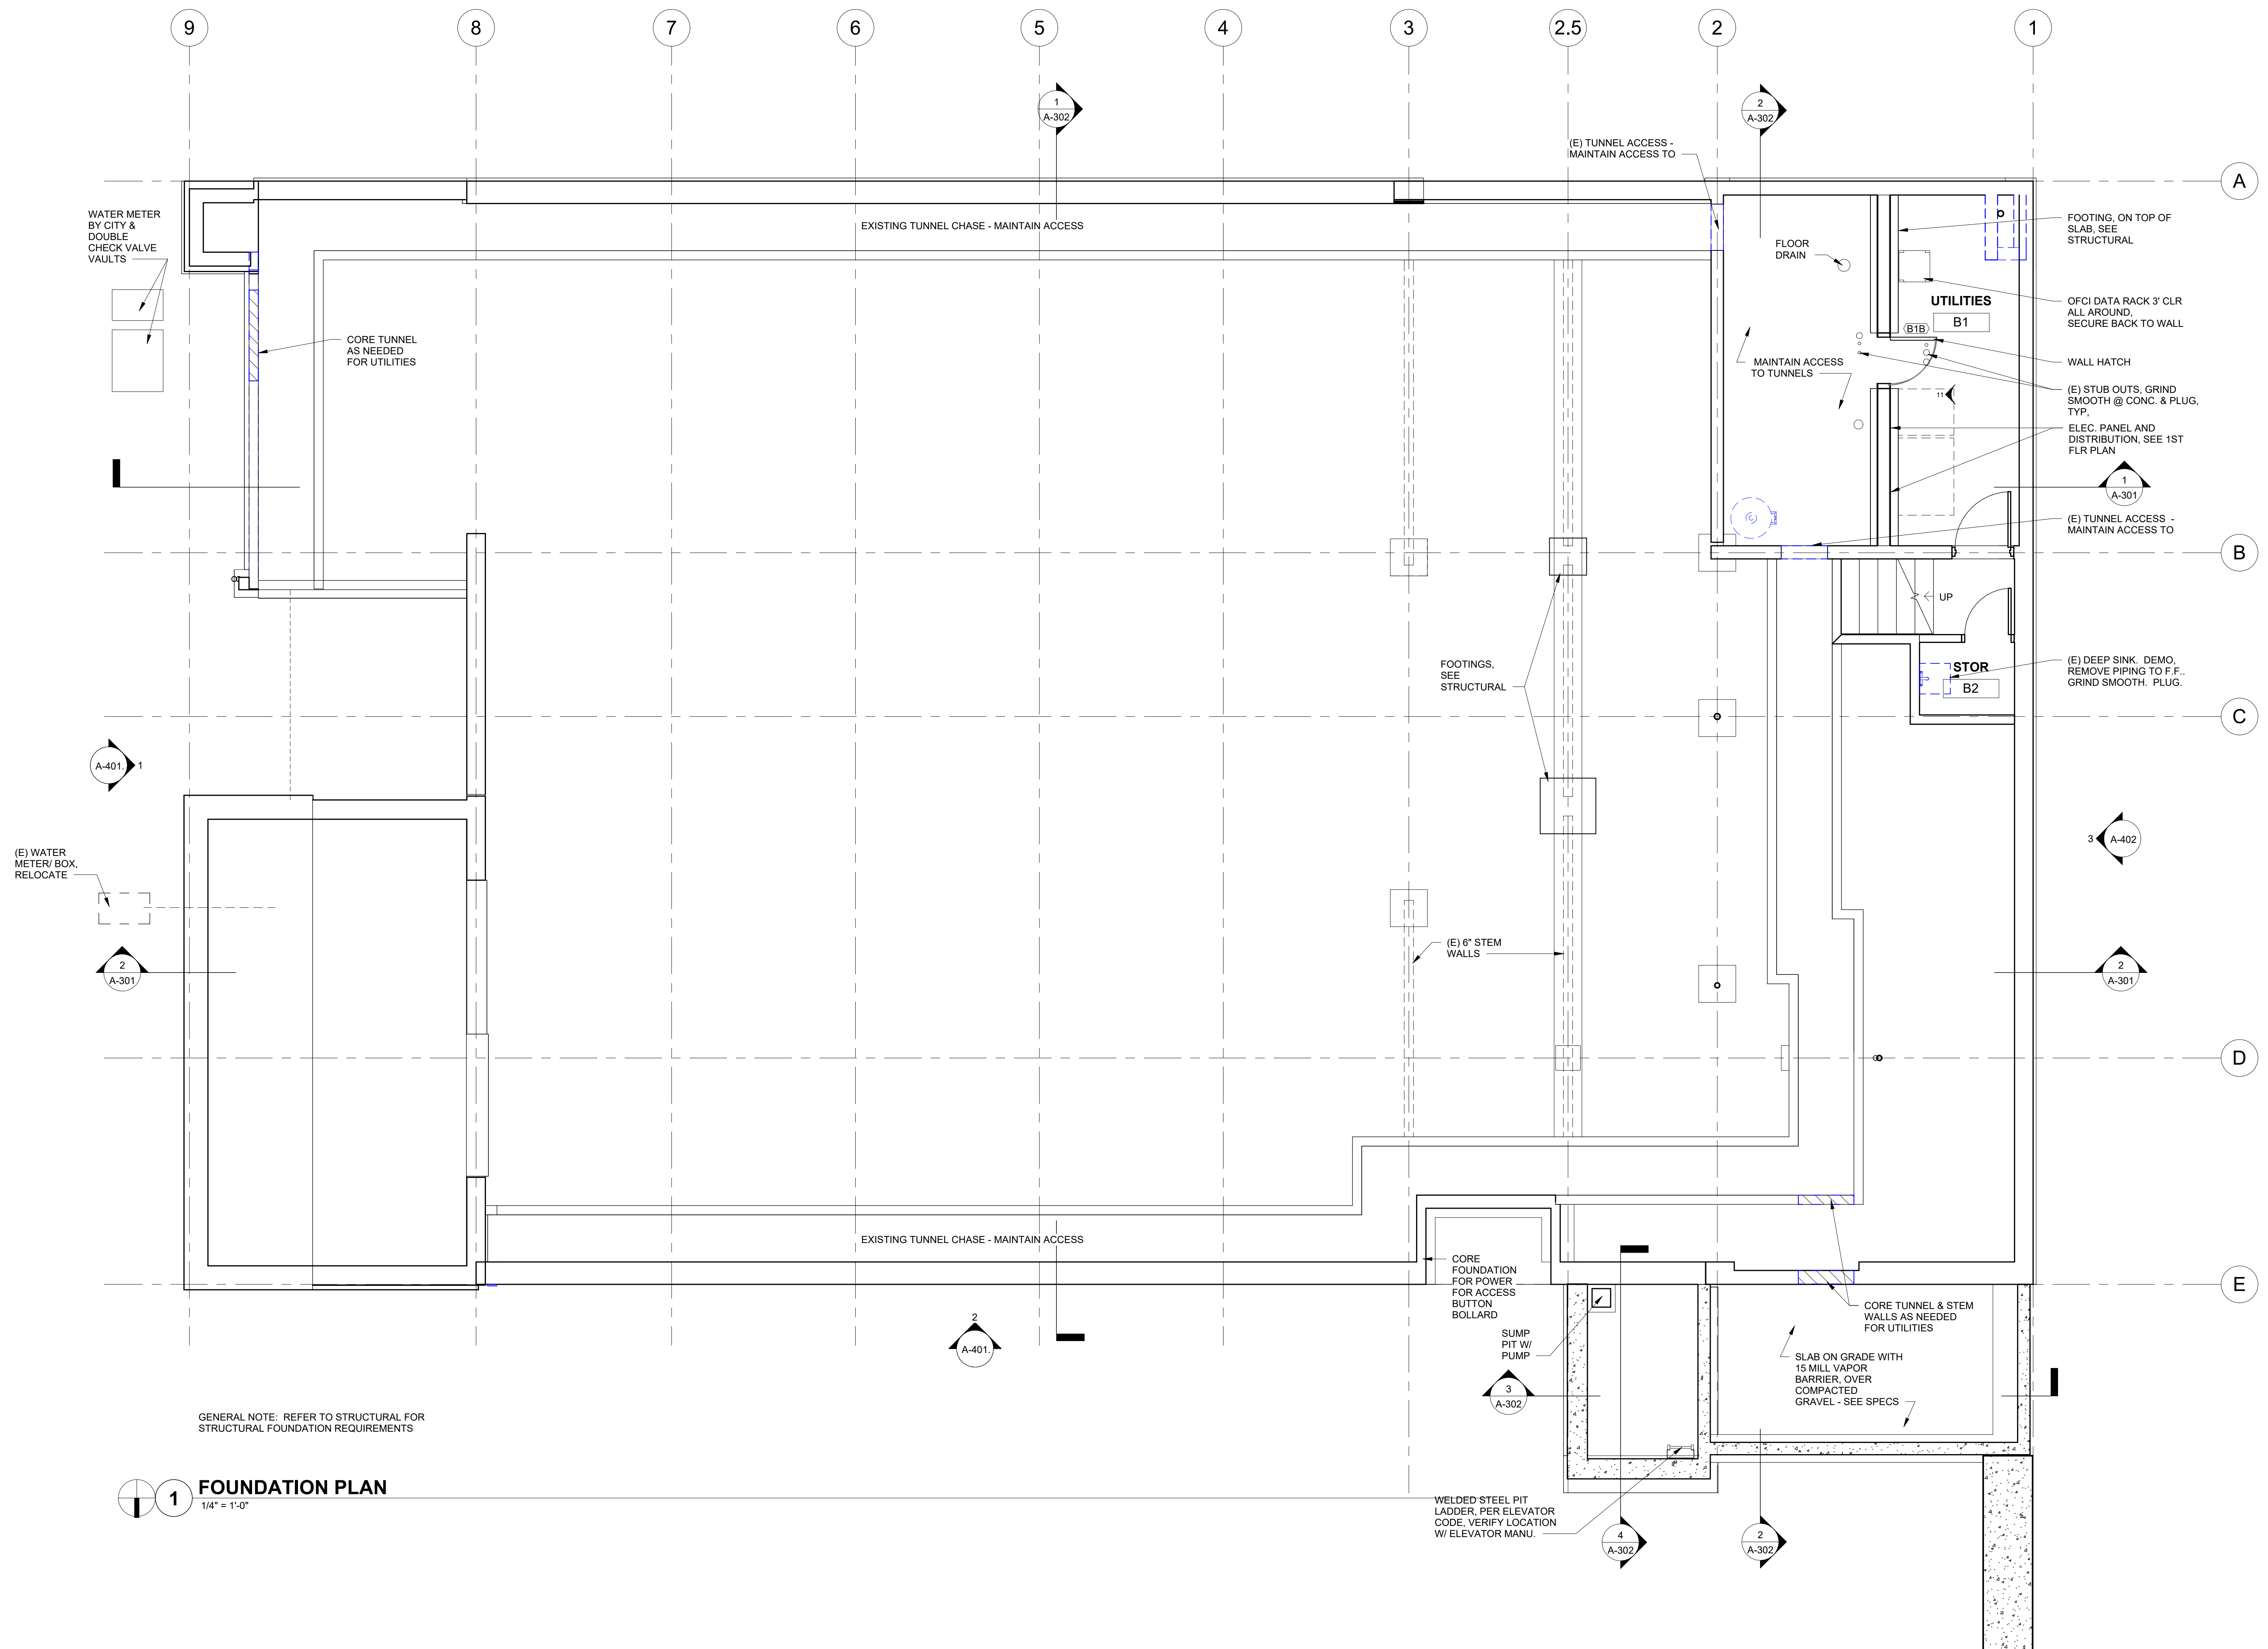 9
8
7
6
5
4
3
2.5
2
1
1
A-302
2
A-302
(E) TUNNEL ACCESS -
MAINTAIN ACCESS TO
A
WATER METER
BY CITY &
DOUBLE
CHECK VALVE
VAULTS
EXISTING TUNNEL CHASE - MAINTAIN ACCESS
FLOOR
DRAIN
FOOTING, ON TOP OF
SLAB, SEE
STRUCTURAL
UTILITIES
B1
B1B
OFCI DATA RACK 3' CLR
ALL AROUND,
SECURE BACK TO WALL
CORE TUNNEL
AS NEEDED
FOR UTILITIES
MAINTAIN ACCESS
TO TUNNELS
WALL HATCH
(E) STUB OUTS, GRIND
SMOOTH @ CONC. & PLUG,
TYP,
11
ELEC. PANEL AND
DISTRIBUTION, SEE 1ST
FLR PLAN
1
A-301
(E) TUNNEL ACCESS -
MAINTAIN ACCESS TO
B
UP
FOOTINGS,
SEE
STRUCTURAL
STOR
B2
(E) DEEP SINK. DEMO,
REMOVE PIPING TO F.F..
GRIND SMOOTH. PLUG.
C
A-401.
1
3
A-402
(E) WATER
METER/ BOX,
RELOCATE
(E) 6" STEM
WALLS
2
A-301
2
A-301
D
EXISTING TUNNEL CHASE - MAINTAIN ACCESS
CORE
FOUNDATION
FOR POWER
FOR ACCESS
BUTTON
BOLLARD
E
CORE TUNNEL & STEM
WALLS AS NEEDED
FOR UTILITIES
2
A-401.
SUMP
PIT W/
PUMP
SLAB ON GRADE WITH
15 MILL VAPOR
BARRIER, OVER
COMPACTED
GRAVEL - SEE SPECS
3
A-302
GENERAL NOTE: REFER TO STRUCTURAL FOR
STRUCTURAL FOUNDATION REQUIREMENTS
1
FOUNDATION PLAN
1/4" = 1'-0"
WELDED STEEL PIT
LADDER, PER ELEVATOR
CODE, VERIFY LOCATION
W/ ELEVATOR MANU.
4
A-302
2
A-302